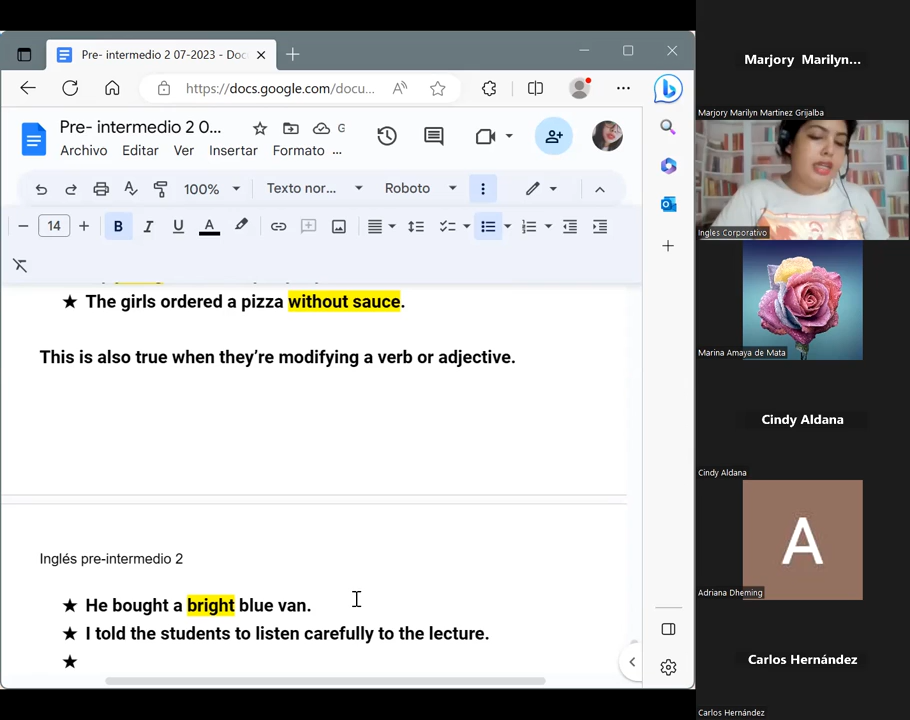 Pre- intermedio 2 07-2023 - Doc
https://docs.google.com/docu...
Pre- intermedio 2 0...
Archivo Editar Ver Insertar Formato ...
100% Texto nor... Roboto
14 B I U A
★ The girls ordered a pizza without sauce.
This is also true when they’re modifying a verb or adjective.
Inglés pre-intermedio 2
★ He bought a bright blue van.
★ I told the students to listen carefully to the lecture.
★
Marjory Marilyn...
Marjory Marilyn Martinez Grijalba
Ingles Corporativo
Marina Amaya de Mata
Cindy Aldana
Cindy Aldana
A
Adriana Dheming
Carlos Hernández
Carlos Hernández